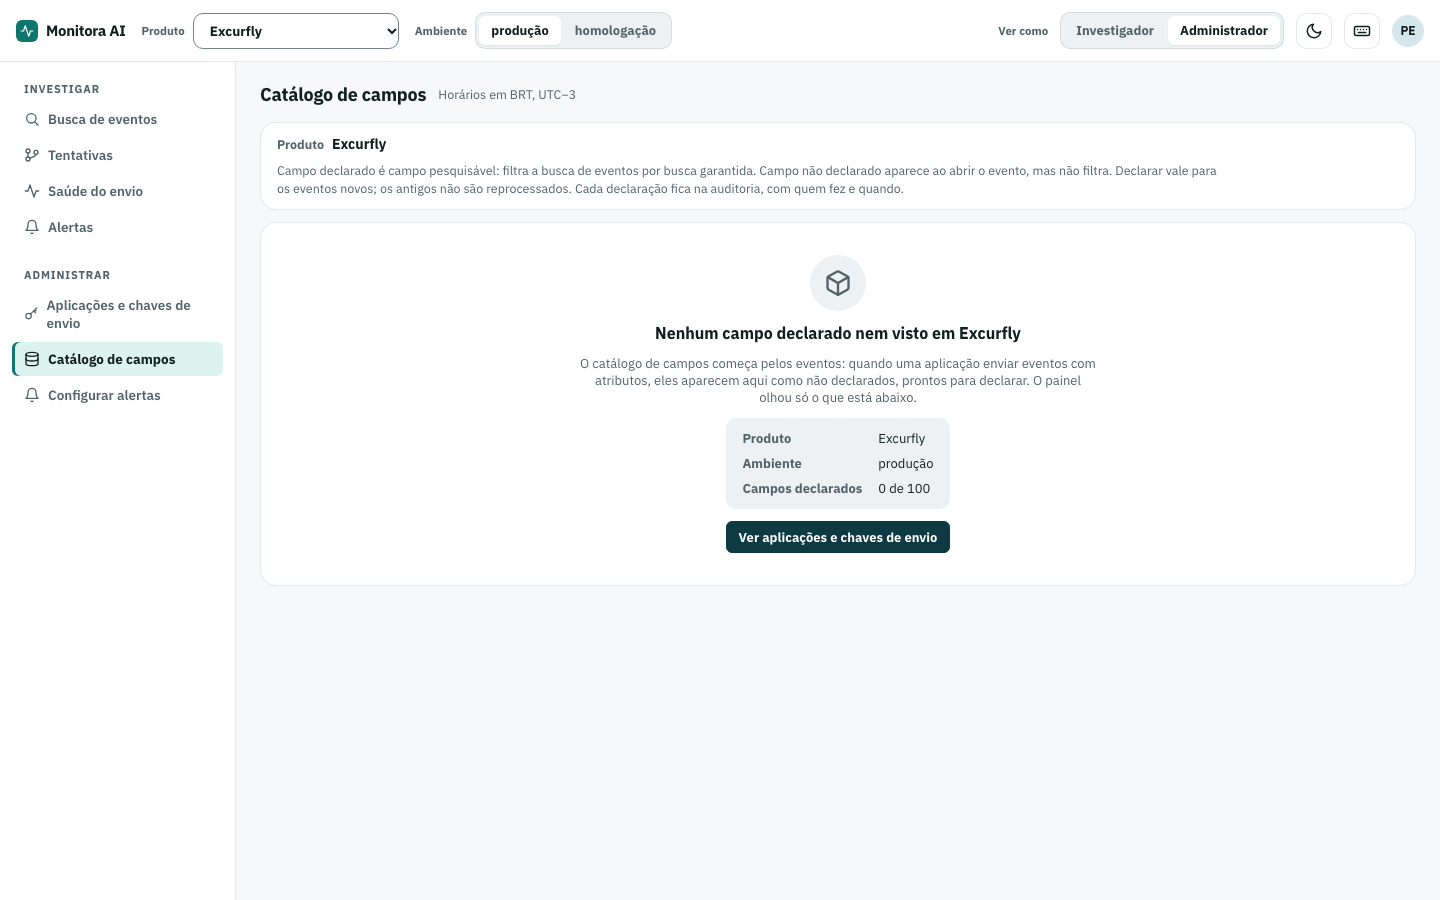 Monitora AI
Produto
Excurfly
Ambiente
produção
homologação
Ver como
Investigador
Administrador
PE
INVESTIGAR
Busca de eventos
Tentativas
Saúde do envio
Alertas
ADMINISTRAR
Aplicações e chaves de
envio
Catálogo de campos
Configurar alertas
Catálogo de campos
Horários em BRT, UTC−3
Produto Excurfly
Campo declarado é campo pesquisável: filtra a busca de eventos por busca garantida. Campo não declarado aparece ao abrir o evento, mas não filtra. Declarar vale para
os eventos novos; os antigos não são reprocessados. Cada declaração fica na auditoria, com quem fez e quando.
Nenhum campo declarado nem visto em Excurfly
O catálogo de campos começa pelos eventos: quando uma aplicação enviar eventos com
atributos, eles aparecem aqui como não declarados, prontos para declarar. O painel
olhou só o que está abaixo.
Produto Excurfly
Ambiente produção
Campos declarados 0 de 100
Ver aplicações e chaves de envio